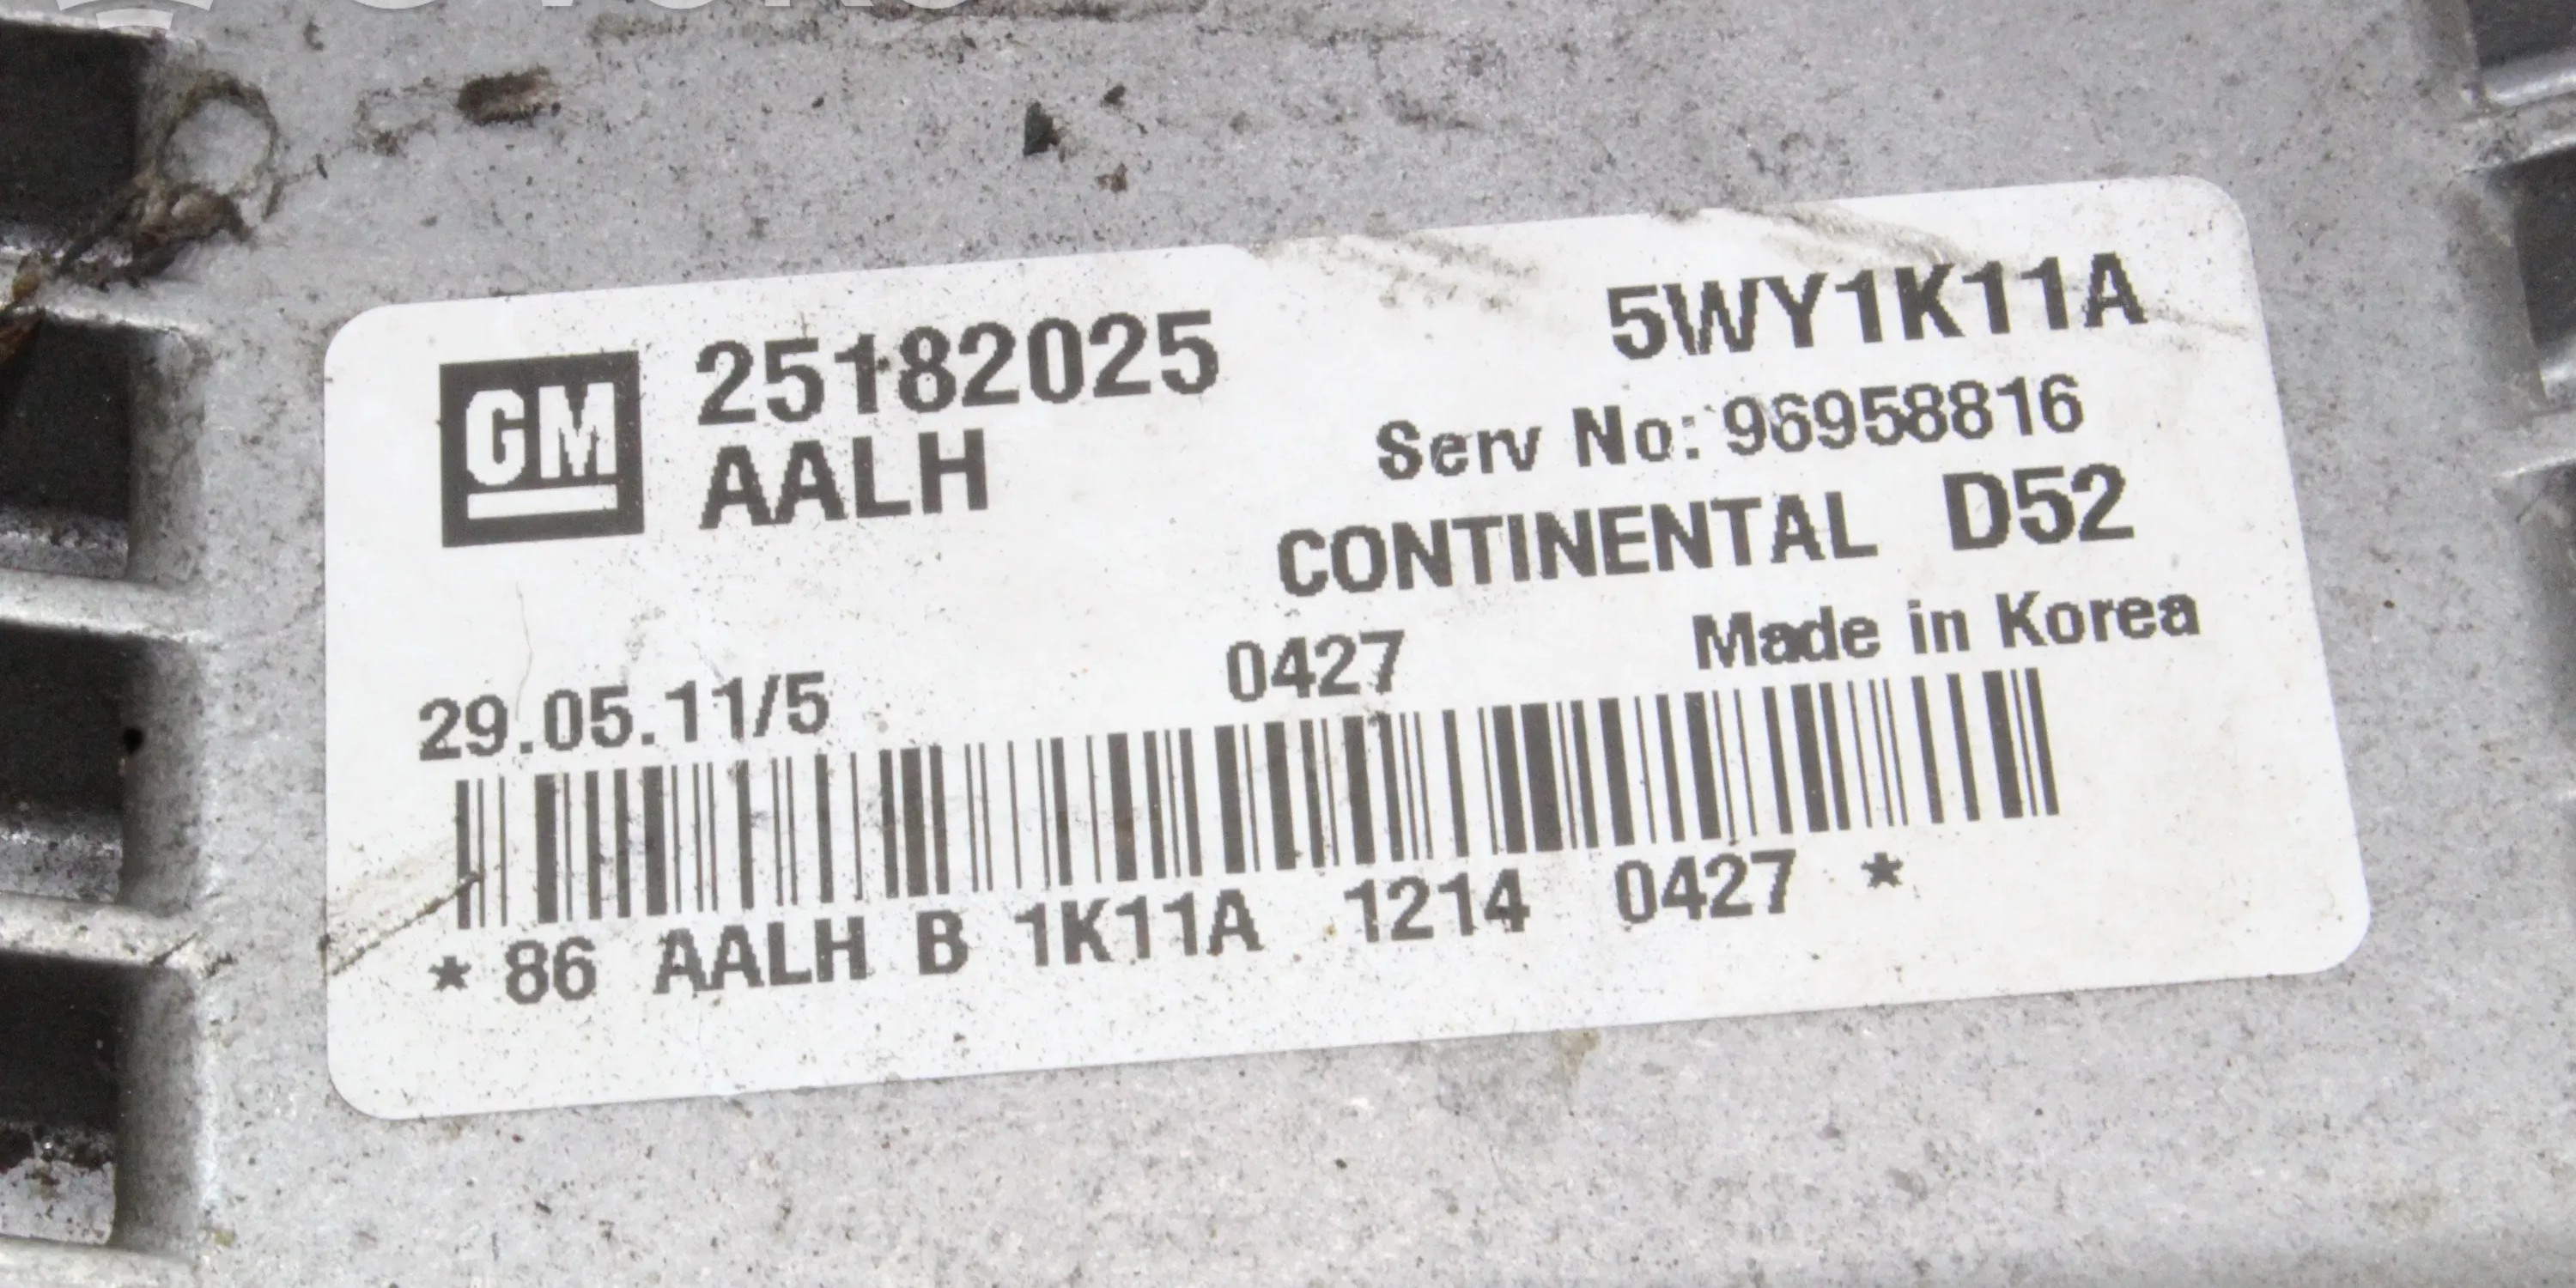 GM
25182025
AALH
5WY1K11A
Serv No: 96958816
CONTINENTAL D52
29.05.11/5 0427 Made in Korea
* 86 AALH B 1K11A 1214 0427 *